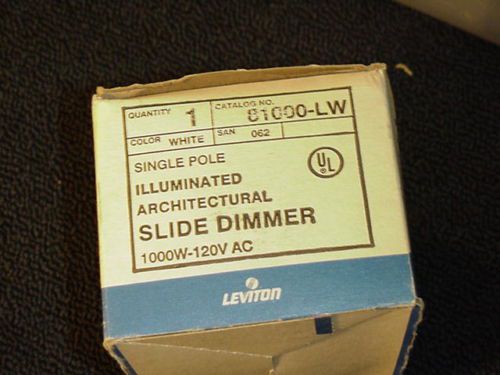 QUANTITY 1 CATALOG NO. 81000-LW
COLOR WHITE SAN 062
SINGLE POLE
UL
ILLUMINATED
ARCHITECTURAL
SLIDE DIMMER
1000W-120V AC
LEVITON